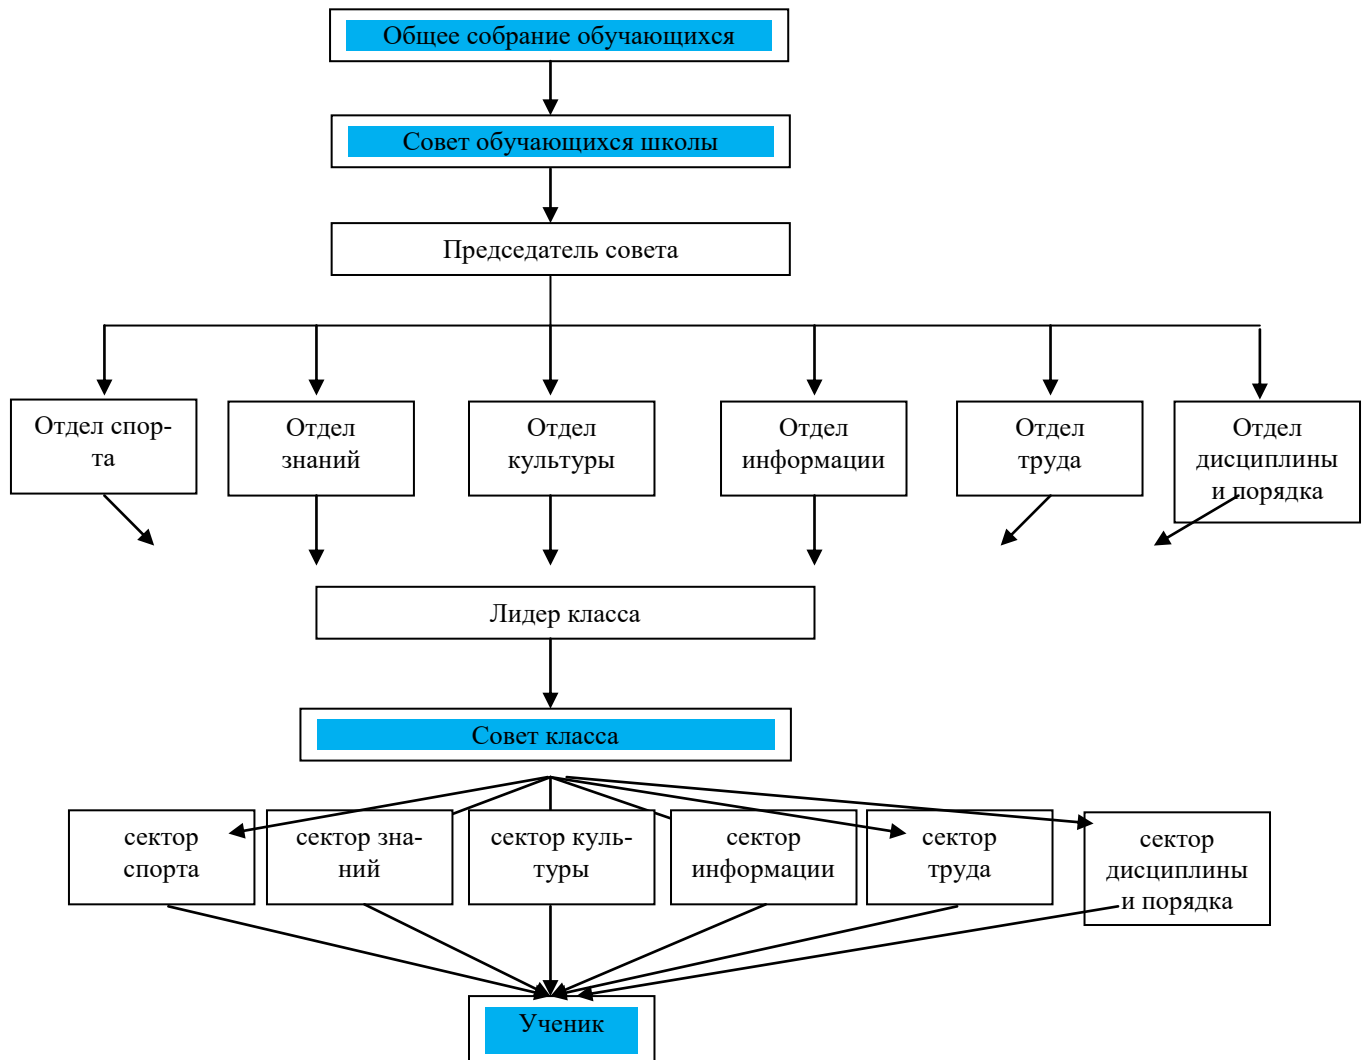 Общее собрание обучающихся
Совет обучающихся школы
Председатель совета
Отдел спор-
та
Отдел
знаний
Отдел
культуры
Отдел
информации
Отдел
труда
Отдел
дисциплины
и порядка
Лидер класса
Совет класса
сектор
спорта
сектор зна-
ний
сектор куль-
туры
сектор
информации
сектор
труда
сектор
дисциплины
и порядка
Ученик